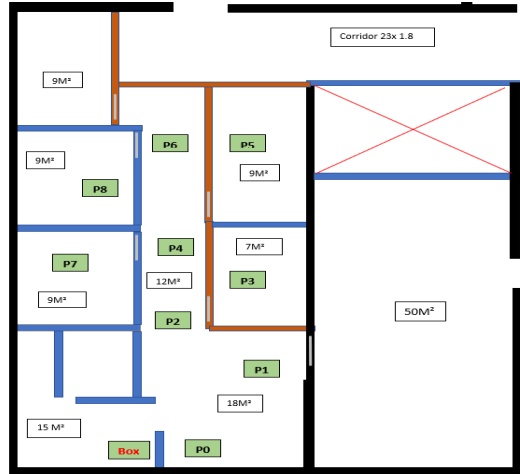 Corridor 23x 1.8
9M²
P6
P5
9M²
9M²
P8
P4
7M²
P7
12M²
P3
9M²
P2
50M²
P1
18M²
15 M²
Box
P0